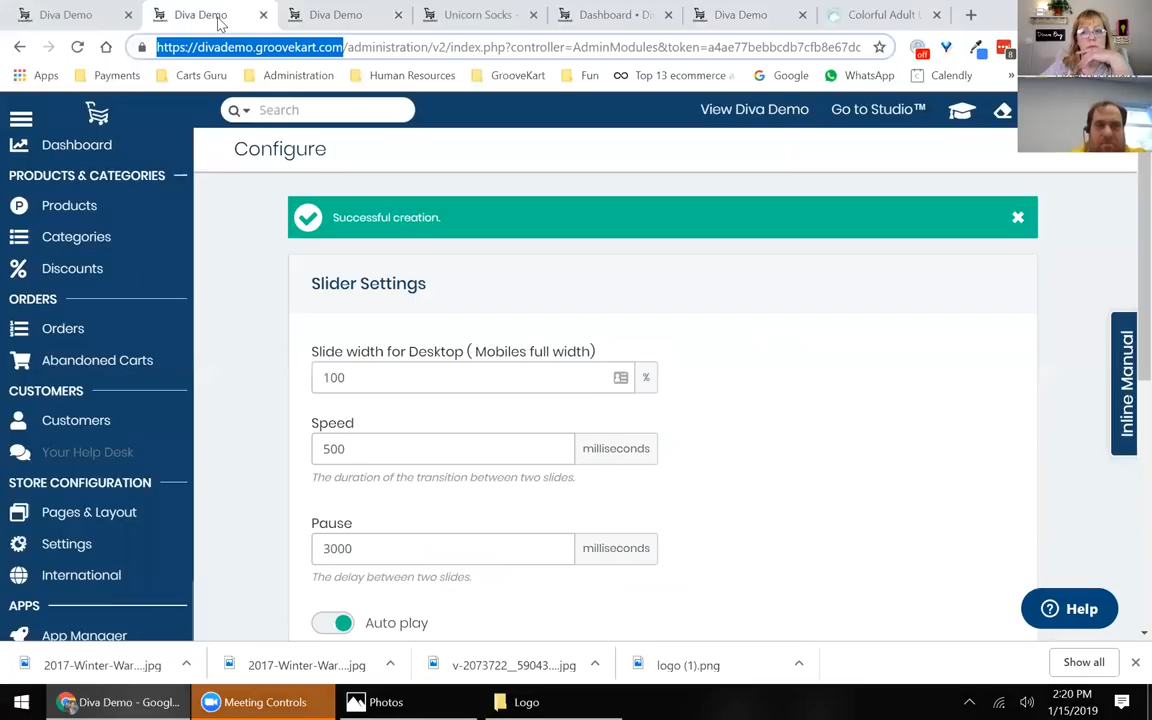 Diva Demo
Diva Demo
Diva Demo
Unicorn Socks -
Dashboard • Di
Diva Demo
Colorful Adult
https://divademo.groovekart.com/administration/v2/index.php?controller=AdminModules&token=a4ae77bebbcdb7cfb8e67dc
off
8
Apps
Payments
Carts Guru
Administration
Human Resources
GrooveKart
Fun
Top 13 ecommerce
Google
WhatsApp
Calendly
»
Search
View Diva Demo
Go to Studio™
Configure
Dashboard
PRODUCTS & CATEGORIES
Products
Categories
Discounts
ORDERS
Orders
Abandoned Carts
CUSTOMERS
Customers
Your Help Desk
STORE CONFIGURATION
Pages & Layout
Settings
International
APPS
App Manager
Successful creation.
Slider Settings
Slide width for Desktop ( Mobiles full width)
100
%
Speed
500
milliseconds
The duration of the transition between two slides.
Pause
3000
milliseconds
The delay between two slides.
Auto play
Inline Manual
Help
2017-Winter-War....jpg
2017-Winter-War....jpg
v-2073722__59043....jpg
logo (1).png
Show all
Diva Demo - Googl...
Meeting Controls
Photos
Logo
2:20 PM
1/15/2019